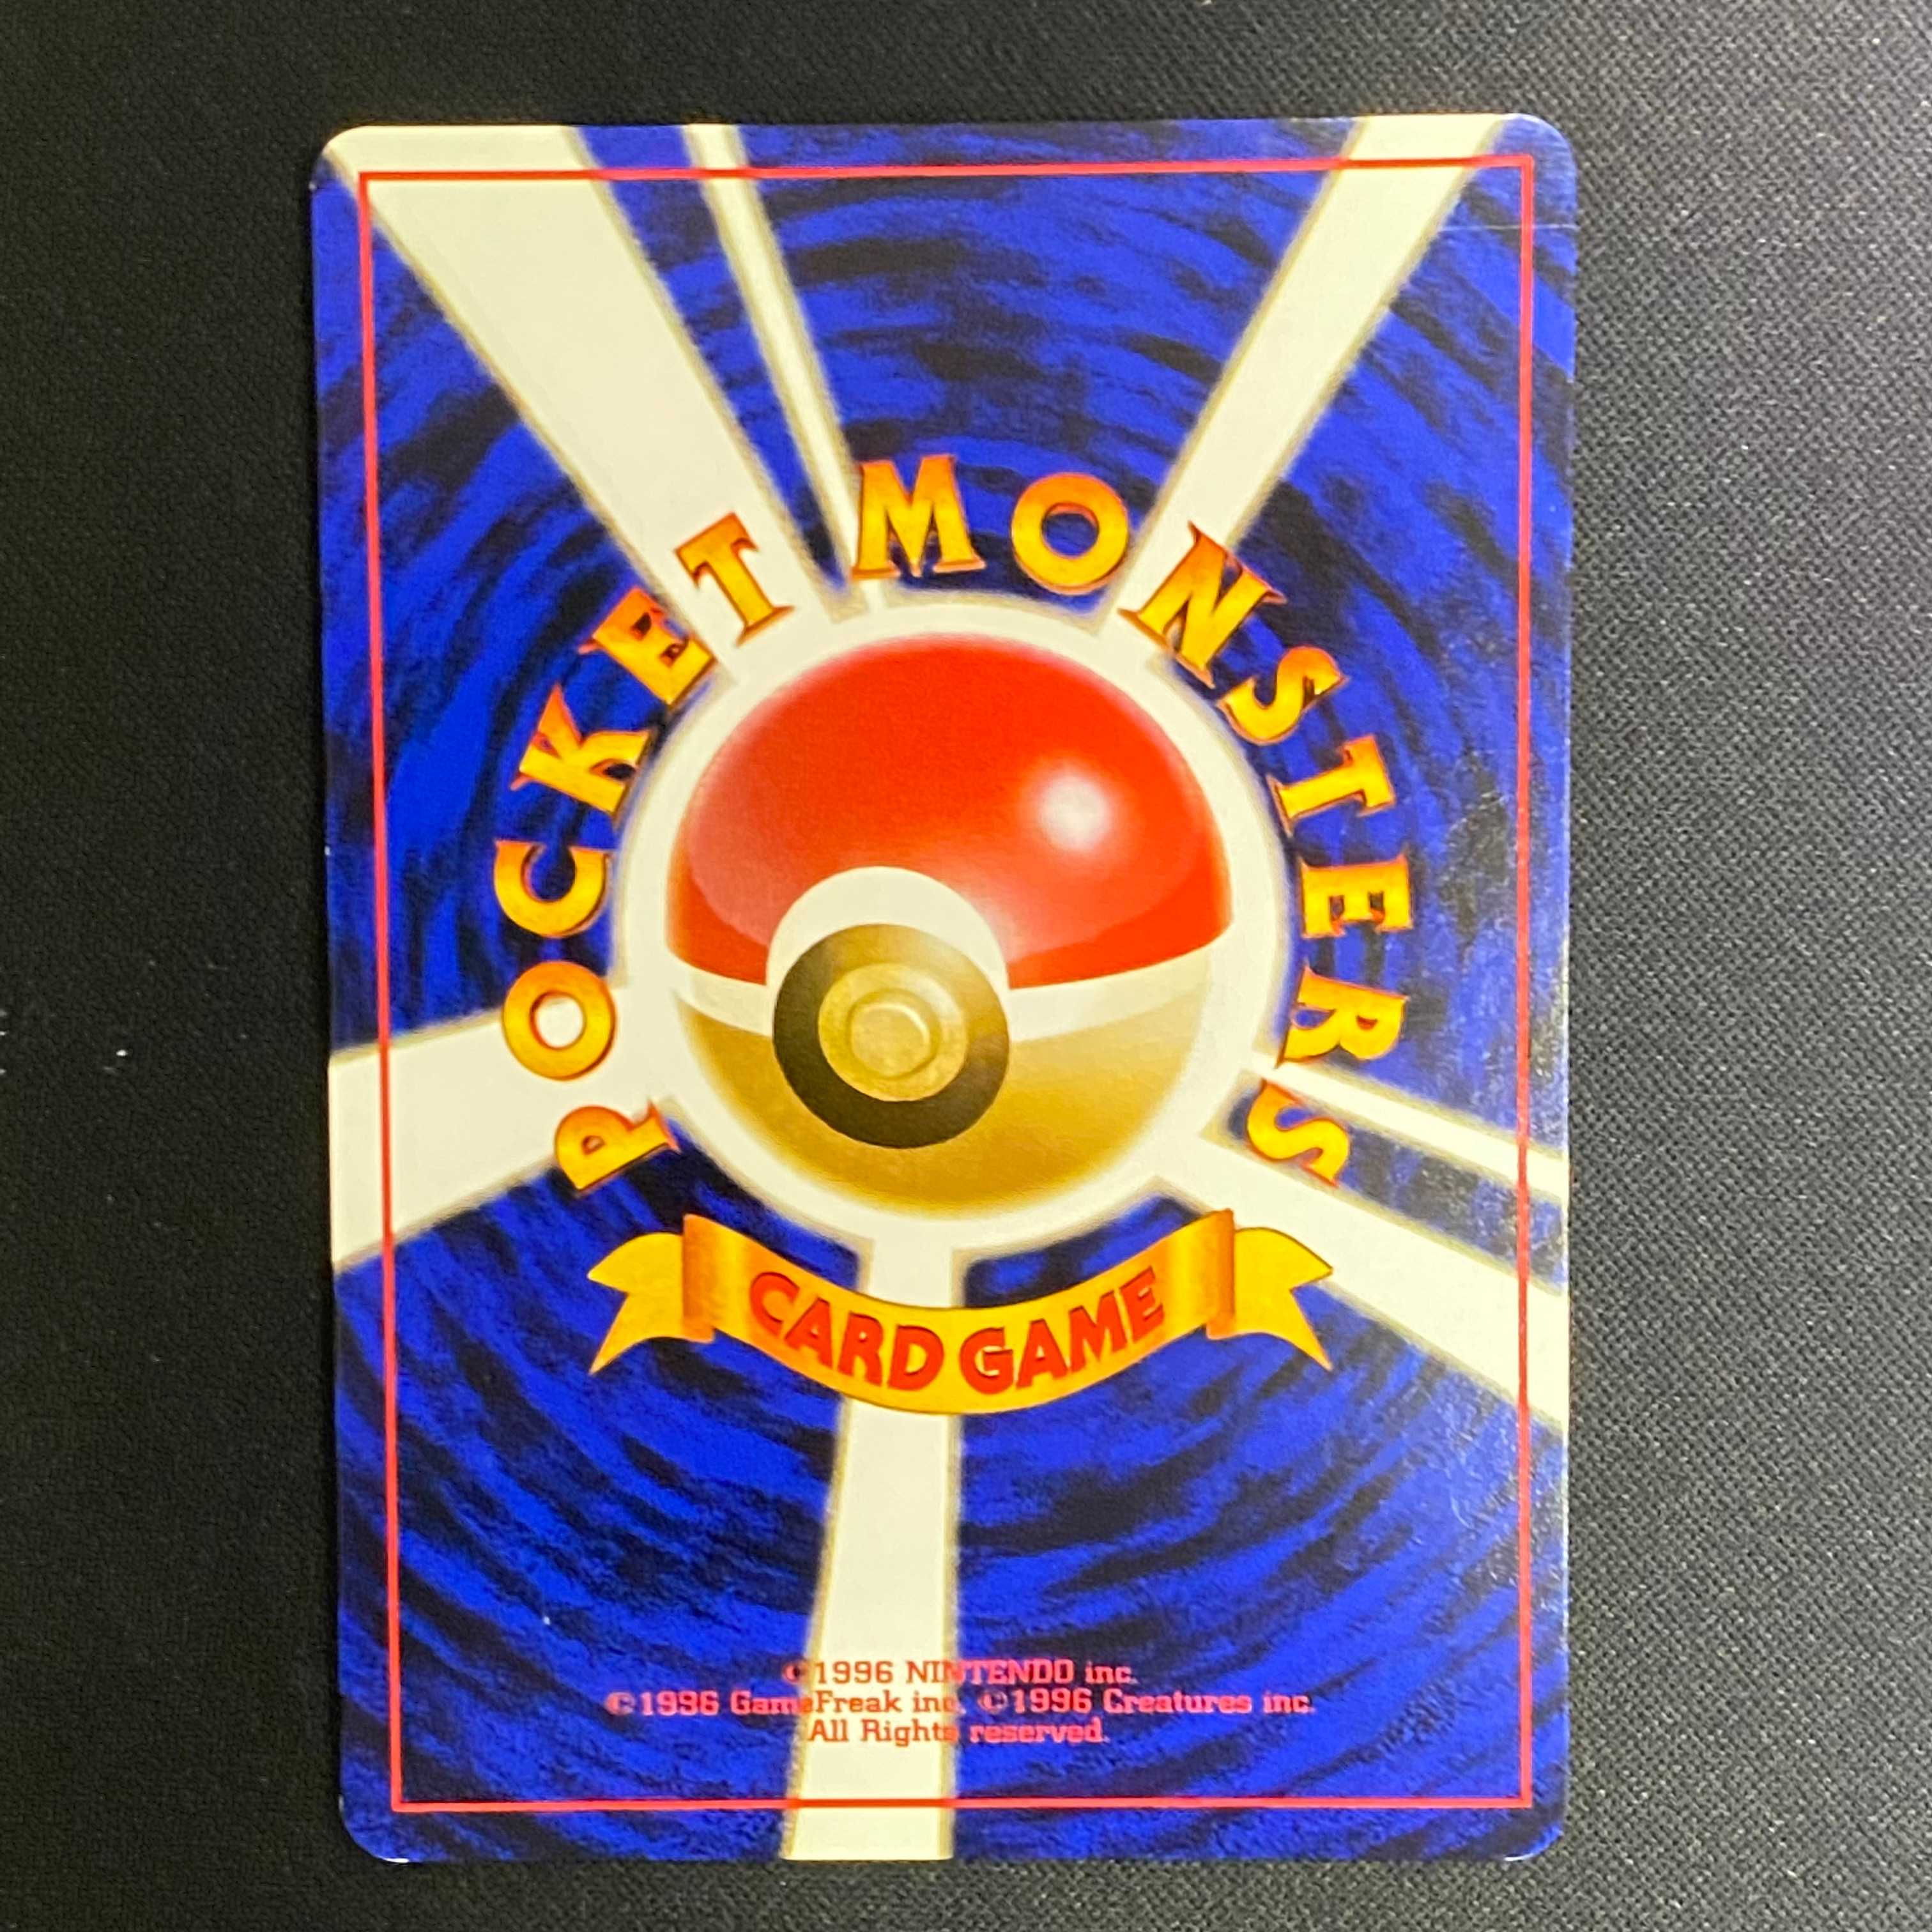 POCKET MONSTERS
CARD GAME
©1996 NINTENDO inc.
©1996 GameFreak inc. ©1996 Creatures inc.
All Rights reserved.